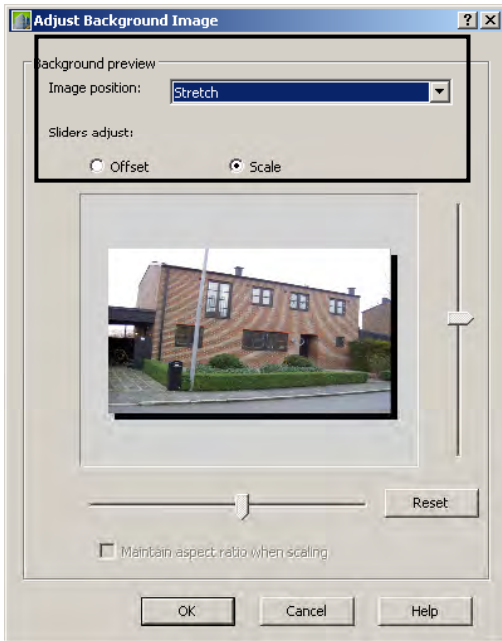 Adjust Background Image
Background preview
Image position: Stretch
Sliders adjust:
Offset Scale
Reset
Maintain aspect ratio when scaling
OK Cancel Help